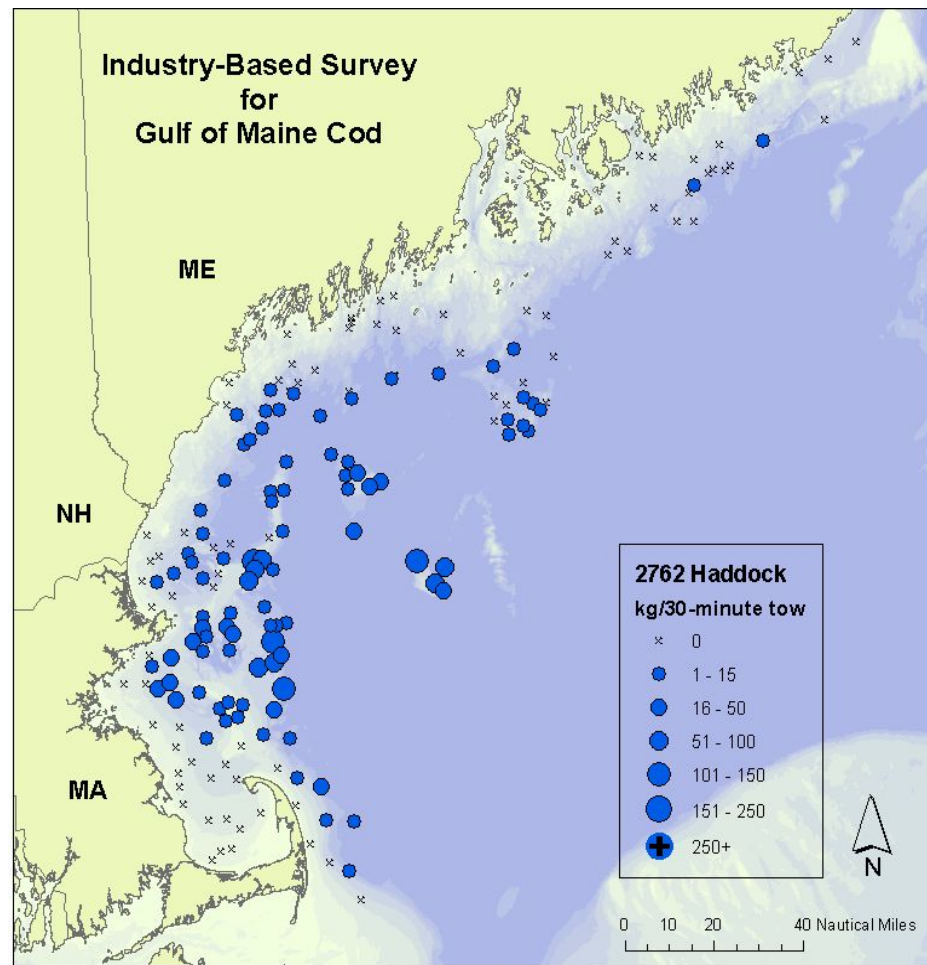 Industry-Based Survey
for
Gulf of Maine Cod
ME
NH
MA
2762 Haddock
kg/30-minute tow
0
1 - 15
16 - 50
51 - 100
101 - 150
151 - 250
250+
N
0 10 20 40 Nautical Miles